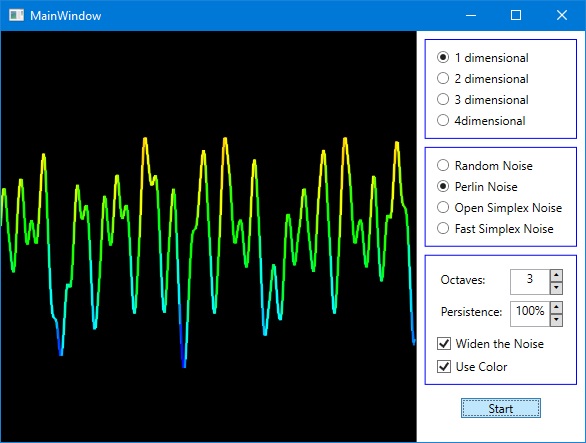 MainWindow
1 dimensional
2 dimensional
3 dimensional
4dimensional
Random Noise
Perlin Noise
Open Simplex Noise
Fast Simplex Noise
Octaves: 3
Persistence: 100%
Widen the Noise
Use Color
Start